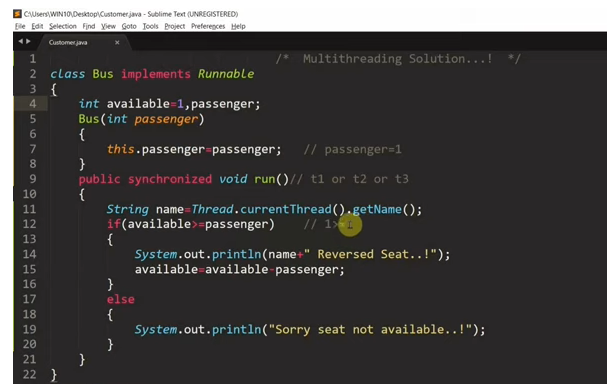 C:\Users\WIN10\Desktop\Customer.java - Sublime Text (UNREGISTERED)
File Edit Selection Find View Goto Tools Project Preferences Help
Customer.java
1 /* Multithreading Solution...! */
2 class Bus implements Runnable
3 {
4 int available=1,passenger;
5 Bus(int passenger)
6 {
7 this.passenger=passenger; // passenger=1
8 }
9 public synchronized void run()// t1 or t2 or t3
10 {
11 String name=Thread.currentThread().getName();
12 if(available>=passenger) // 1>=
13 {
14 System.out.println(name+" Reversed Seat..!");
15 available=available-passenger;
16 }
17 else
18 {
19 System.out.println("Sorry seat not available..!");
20 }
21 }
22 }